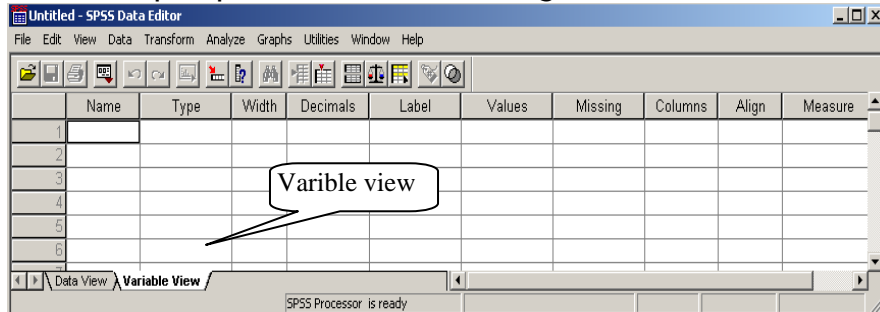 Untitled - SPSS Data Editor
File Edit View Data Transform Analyze Graphs Utilities Window Help
Name Type Width Decimals Label Values Missing Columns Align Measure
1
2
3
Varible view
4
5
6
Data View Variable View
SPSS Processor is ready